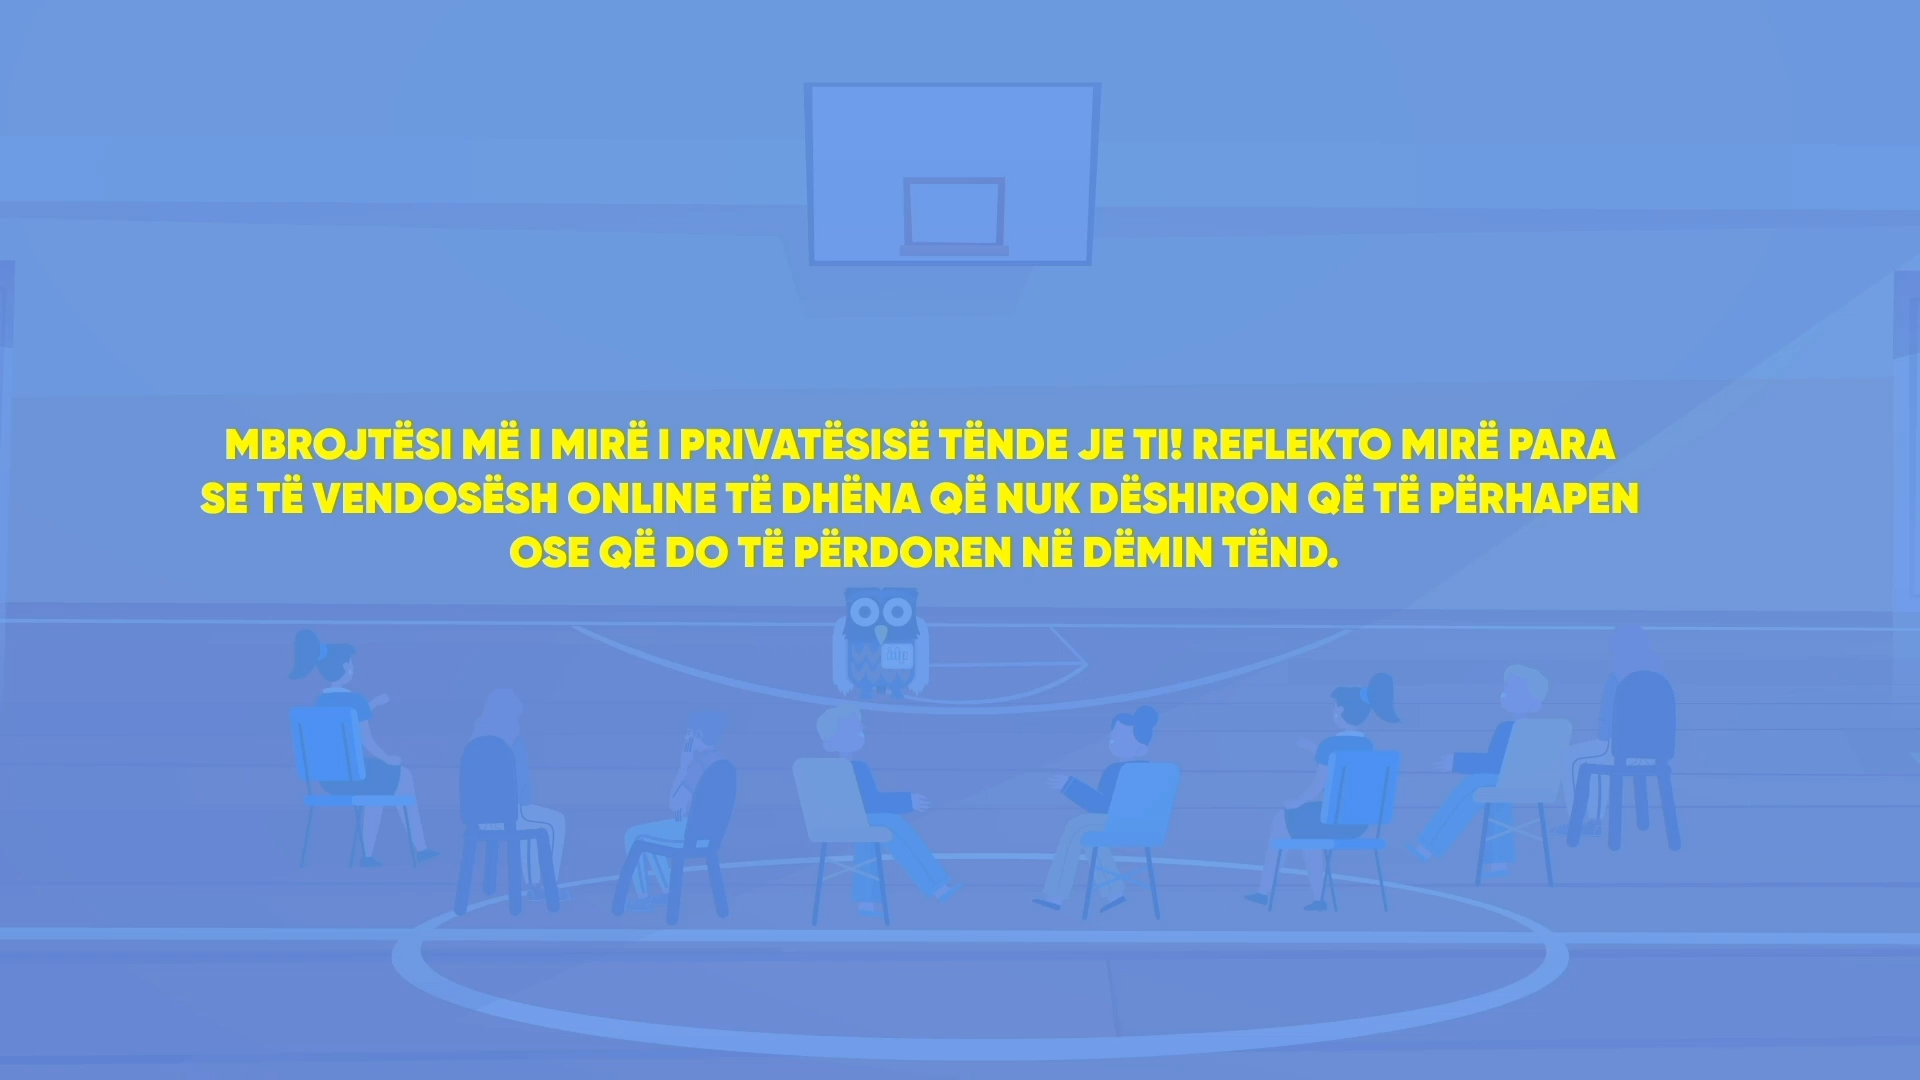 MBROJTËSI MË I MIRË I PRIVATËSISË TËNDE JE TI! REFLEKTO MIRË PARA
SE TË VENDOSËSH ONLINE TË DHËNA QË NUK DËSHIRON QË TË PËRHAPEN
OSE QË DO TË PËRDOREN NË DËMIN TËND.